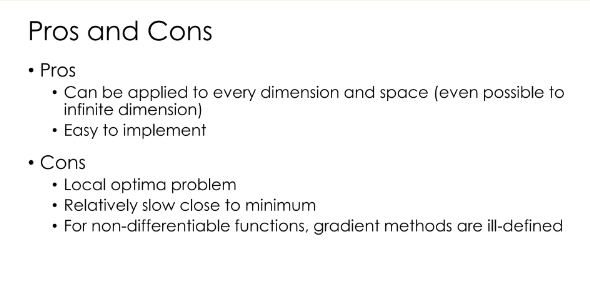 Pros and Cons
• Pros
• Can be applied to every dimension and space (even possible to
infinite dimension)
• Easy to implement
• Cons
• Local optima problem
• Relatively slow close to minimum
• For non-differentiable functions, gradient methods are ill-defined